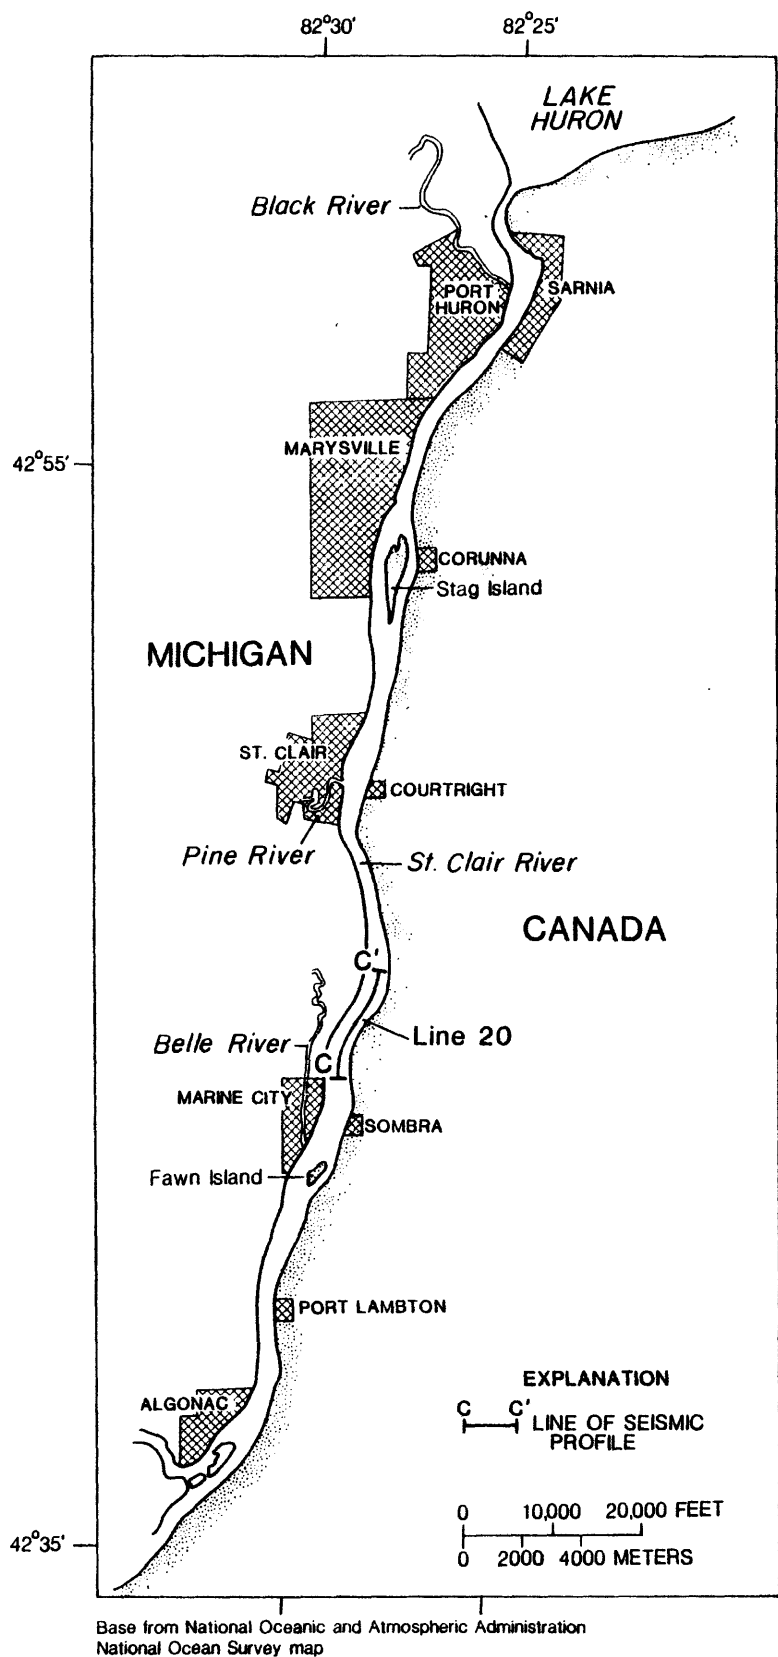 82°30' 82°25'
LAKE
HURON
Black River
PORT
HURON
SARNIA
MARYSVILLE
42°55'
CORUNNA
Stag Island
MICHIGAN
ST. CLAIR
COURTRIGHT
Pine River
St. Clair River
CANADA
C'
Line 20
Belle River
C
MARINE CITY
SOMBRA
Fawn Island
PORT LAMBTON
EXPLANATION
ALGONAC
C C'
LINE OF SEISMIC
PROFILE
0 10,000 20,000 FEET
0 2000 4000 METERS
42°35'
Base from National Oceanic and Atmospheric Administration
National Ocean Survey map